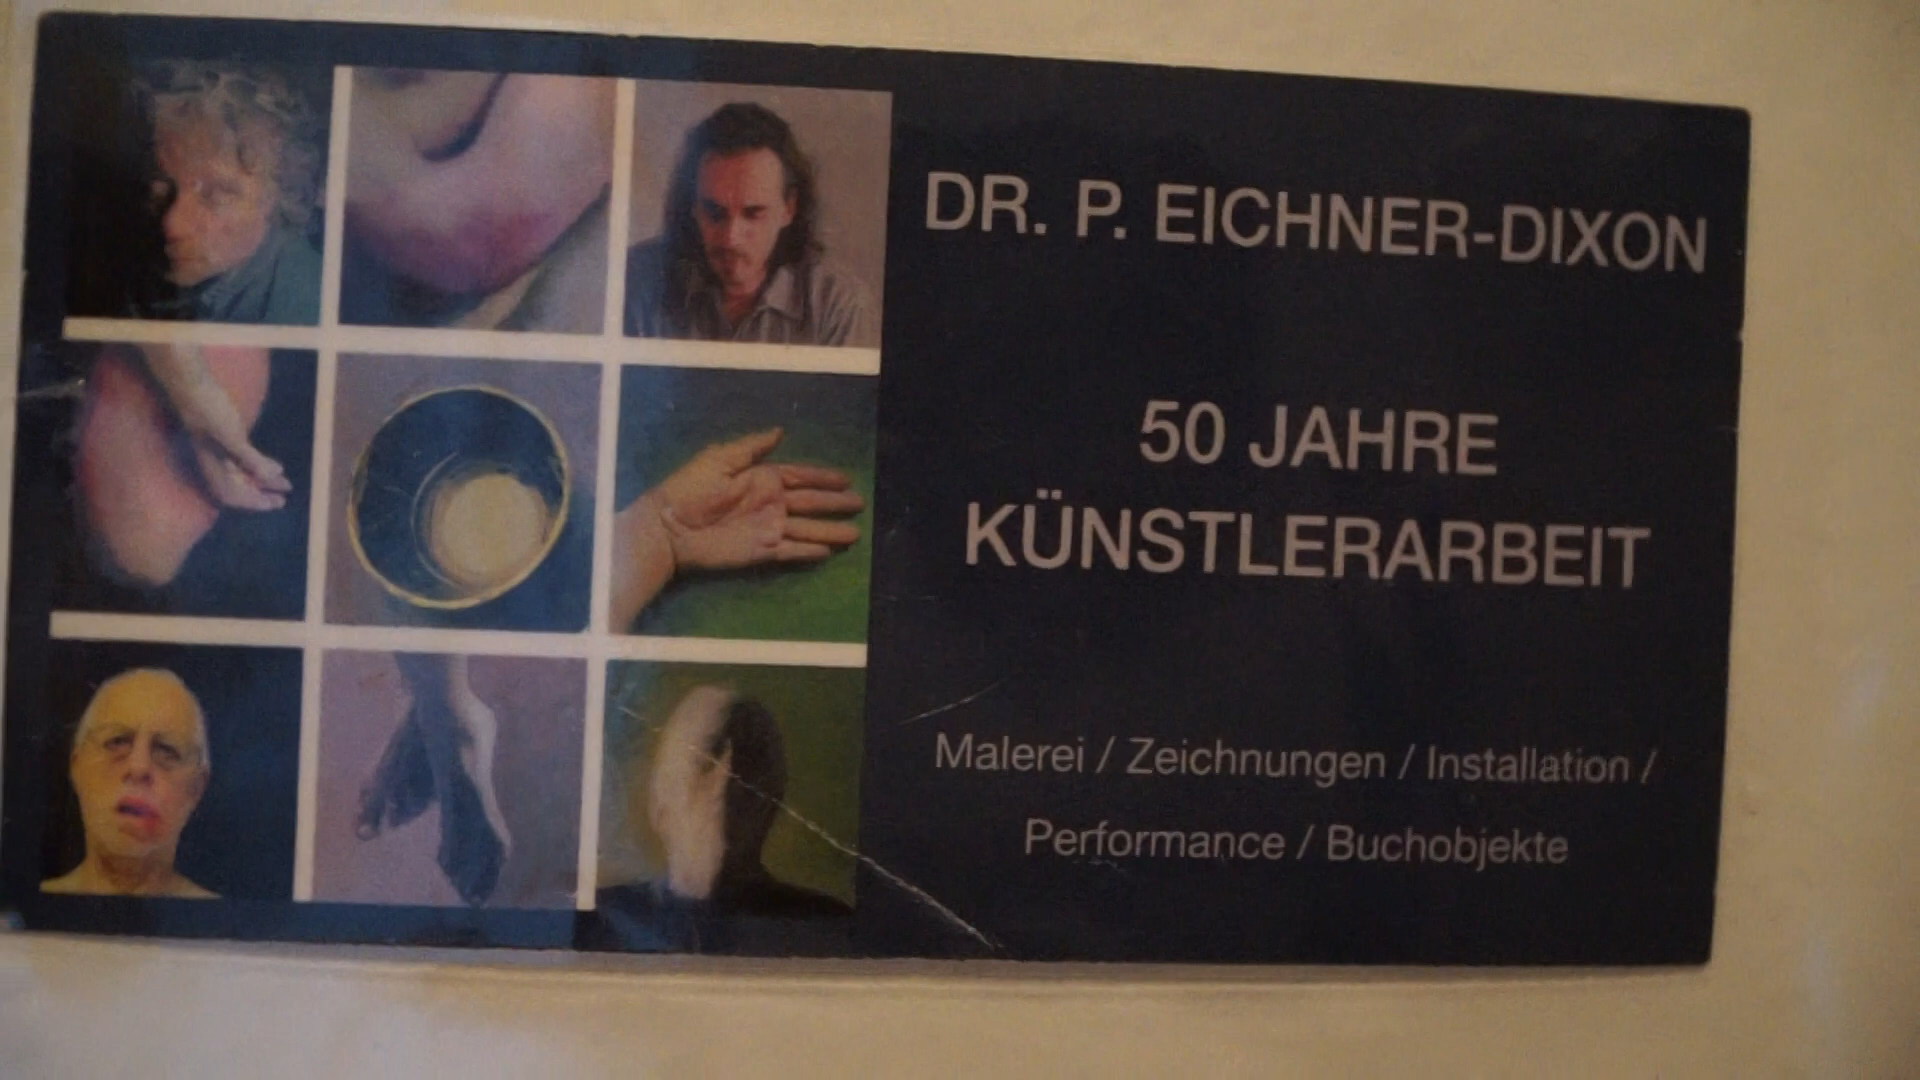 DR. P. EICHNER-DIXON
50 JAHRE
KÜNSTLERARBEIT
Malerei / Zeichnungen / Installation /
Performance / Buchobjekte